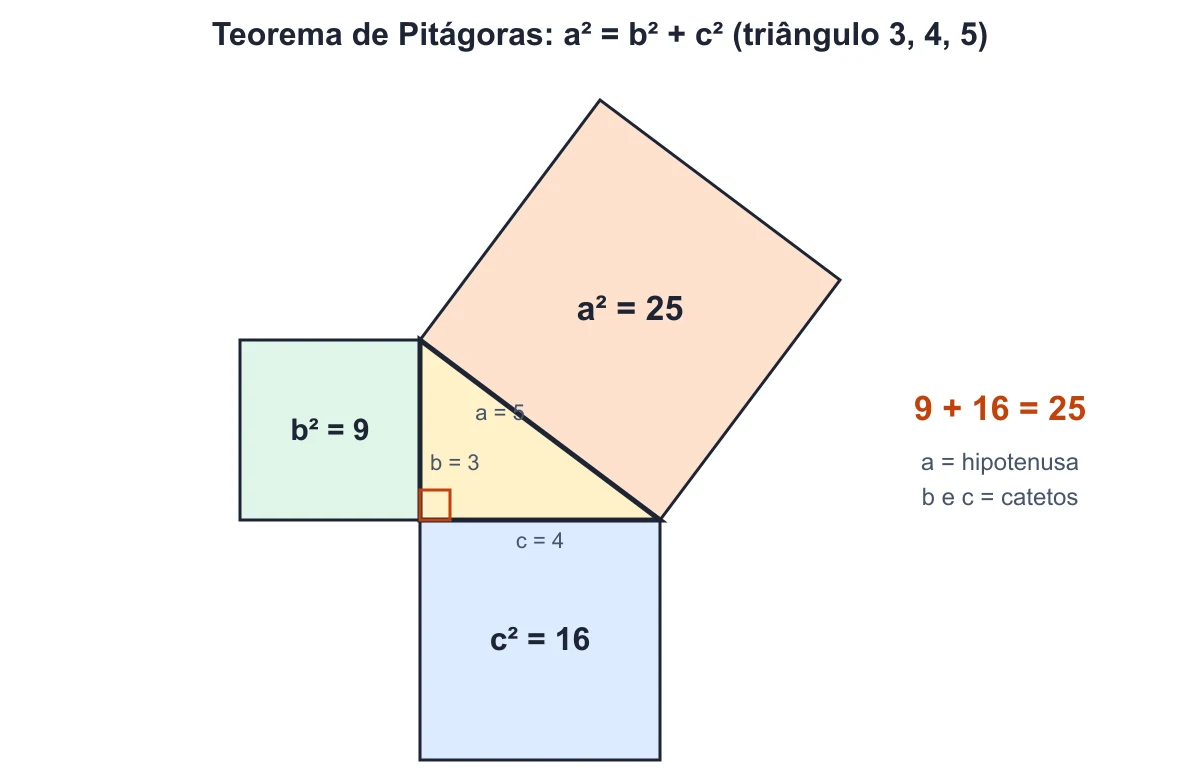 Teorema de Pitágoras: a² = b² + c² (triângulo 3, 4, 5)
a² = 25
a = 5
b² = 9
b = 3
c = 4
c² = 16
9 + 16 = 25
a = hipotenusa
b e c = catetos